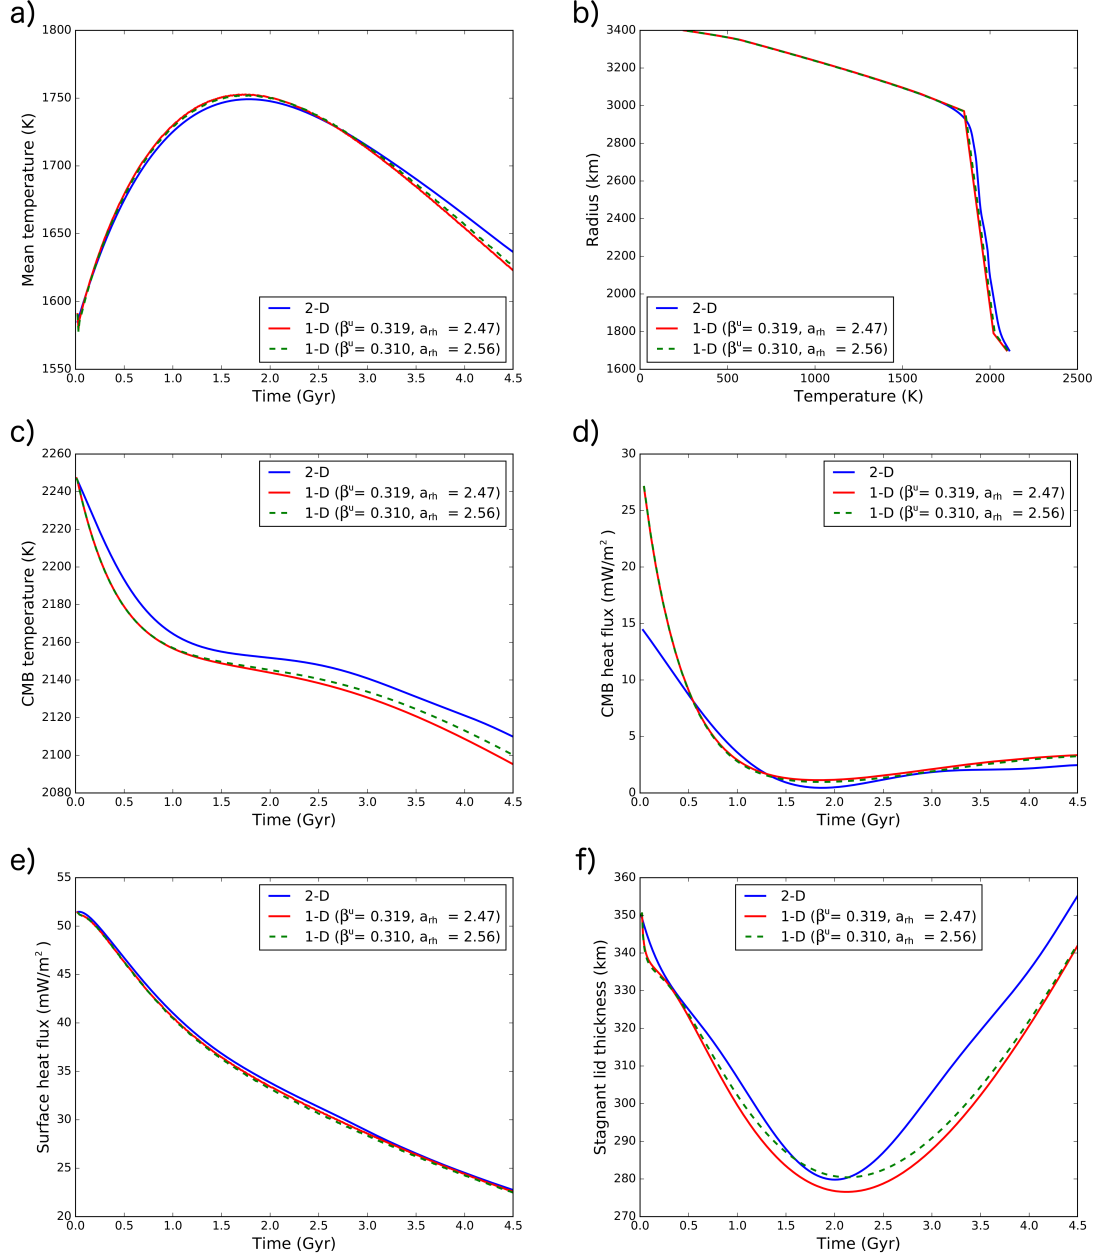 a)
1800
1750
1700
1650
1600
1550
Mean temperature (K)
2-D
1-D (βᵘ= 0.319, a_rh = 2.47)
1-D (βᵘ= 0.310, a_rh = 2.56)
0.0 0.5 1.0 1.5 2.0 2.5 3.0 3.5 4.0 4.5
Time (Gyr)
b)
3400
3200
3000
2800
2600
2400
2200
2000
1800
1600
Radius (km)
2-D
1-D (βᵘ= 0.319, a_rh = 2.47)
1-D (βᵘ= 0.310, a_rh = 2.56)
0 500 1000 1500 2000 2500
Temperature (K)
c)
2260
2240
2220
2200
2180
2160
2140
2120
2100
2080
CMB temperature (K)
2-D
1-D (βᵘ= 0.319, a_rh = 2.47)
1-D (βᵘ= 0.310, a_rh = 2.56)
0.0 0.5 1.0 1.5 2.0 2.5 3.0 3.5 4.0 4.5
Time (Gyr)
d)
30
25
20
15
10
5
0
CMB heat flux (mW/m²)
2-D
1-D (βᵘ= 0.319, a_rh = 2.47)
1-D (βᵘ= 0.310, a_rh = 2.56)
0.0 0.5 1.0 1.5 2.0 2.5 3.0 3.5 4.0 4.5
Time (Gyr)
e)
55
50
45
40
35
30
25
20
Surface heat flux (mW/m²)
2-D
1-D (βᵘ= 0.319, a_rh = 2.47)
1-D (βᵘ= 0.310, a_rh = 2.56)
0.0 0.5 1.0 1.5 2.0 2.5 3.0 3.5 4.0 4.5
Time (Gyr)
f)
360
350
340
330
320
310
300
290
280
270
Stagnant lid thickness (km)
2-D
1-D (βᵘ= 0.319, a_rh = 2.47)
1-D (βᵘ= 0.310, a_rh = 2.56)
0.0 0.5 1.0 1.5 2.0 2.5 3.0 3.5 4.0 4.5
Time (Gyr)